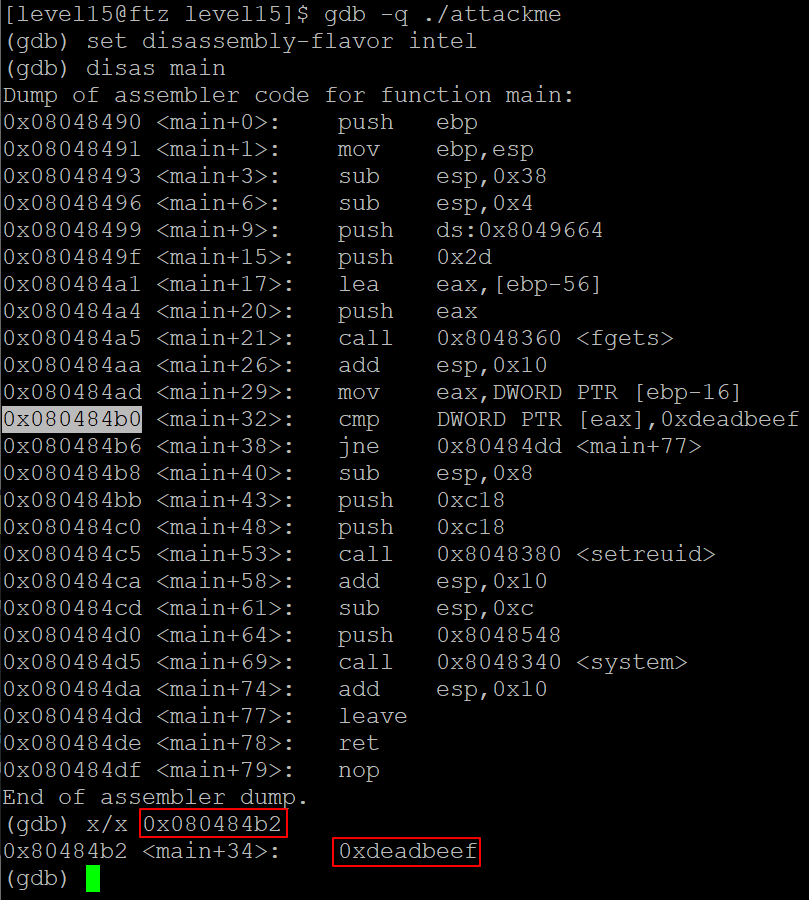 [level15@ftz level15]$ gdb -q ./attackme
(gdb) set disassembly-flavor intel
(gdb) disas main
Dump of assembler code for function main:
0x08048490 <main+0>:    push   ebp
0x08048491 <main+1>:    mov    ebp,esp
0x08048493 <main+3>:    sub    esp,0x38
0x08048496 <main+6>:    sub    esp,0x4
0x08048499 <main+9>:    push   ds:0x8049664
0x0804849f <main+15>:   push   0x2d
0x080484a1 <main+17>:   lea    eax,[ebp-56]
0x080484a4 <main+20>:   push   eax
0x080484a5 <main+21>:   call   0x8048360 <fgets>
0x080484aa <main+26>:   add    esp,0x10
0x080484ad <main+29>:   mov    eax,DWORD PTR [ebp-16]
0x080484b0 <main+32>:   cmp    DWORD PTR [eax],0xdeadbeef
0x080484b6 <main+38>:   jne    0x80484dd <main+77>
0x080484b8 <main+40>:   sub    esp,0x8
0x080484bb <main+43>:   push   0xc18
0x080484c0 <main+48>:   push   0xc18
0x080484c5 <main+53>:   call   0x8048380 <setreuid>
0x080484ca <main+58>:   add    esp,0x10
0x080484cd <main+61>:   sub    esp,0xc
0x080484d0 <main+64>:   push   0x8048548
0x080484d5 <main+69>:   call   0x8048340 <system>
0x080484da <main+74>:   add    esp,0x10
0x080484dd <main+77>:   leave
0x080484de <main+78>:   ret
0x080484df <main+79>:   nop
End of assembler dump.
(gdb) x/x 0x080484b2
0x80484b2 <main+34>:    0xdeadbeef
(gdb)